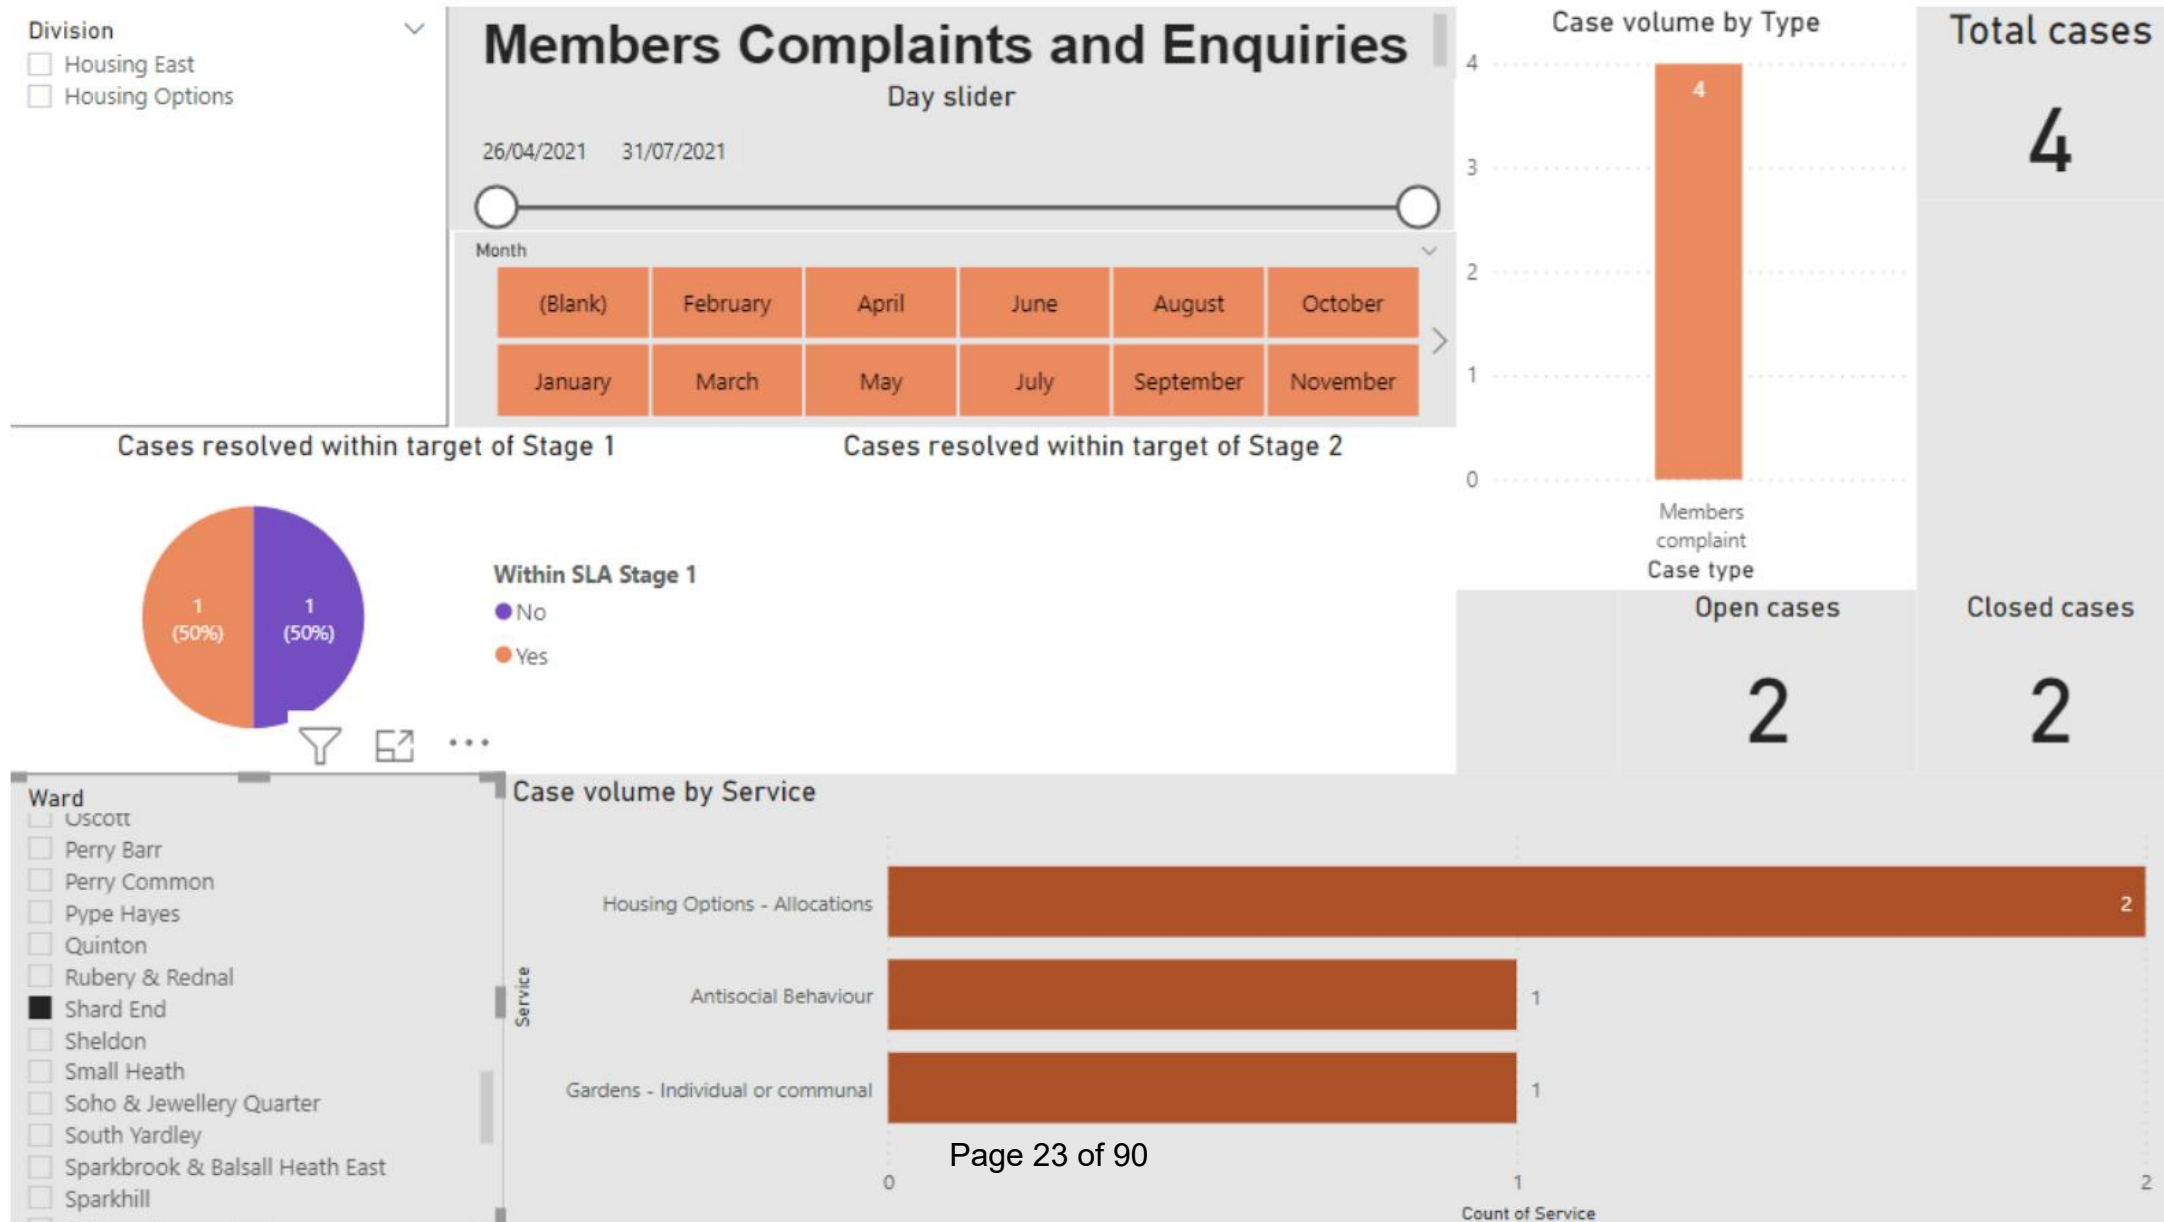 Division
Housing East
Housing Options
Members Complaints and Enquiries
Day slider
26/04/2021 31/07/2021
Month
(Blank) February April June August October
January March May July September November
Case volume by Type
4
3
2
1
0
4
Members
complaint
Case type
Total cases
4
Cases resolved within target of Stage 1
1
(50%)
1
(50%)
Within SLA Stage 1
No
Yes
Cases resolved within target of Stage 2
Open cases
2
Closed cases
2
Ward
Oscott
Perry Barr
Perry Common
Pype Hayes
Quinton
Rubery & Rednal
Shard End
Sheldon
Small Heath
Soho & Jewellery Quarter
South Yardley
Sparkbrook & Balsall Heath East
Sparkhill
Case volume by Service
Service
Housing Options - Allocations 2
Antisocial Behaviour 1
Gardens - Individual or communal 1
Page 23 of 90
0 1 2
Count of Service